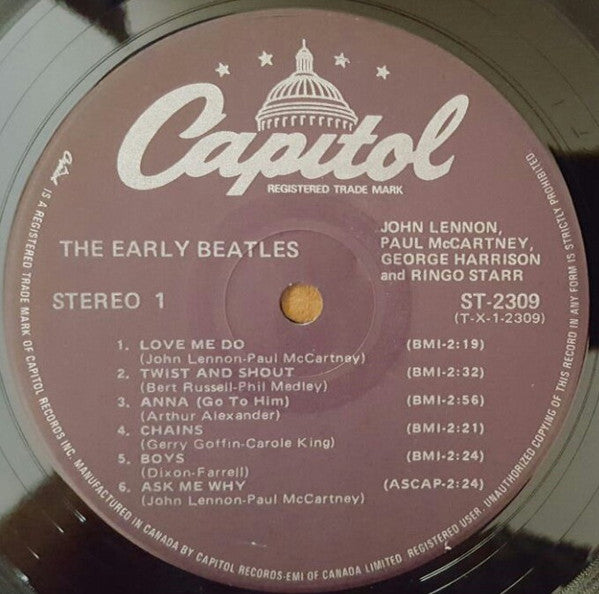 Capitol
REGISTERED TRADE MARK
THE EARLY BEATLES
JOHN LENNON,
PAUL McCARTNEY,
GEORGE HARRISON
and RINGO STARR
STEREO 1
ST-2309
(T-X-1-2309)
1. LOVE ME DO (BMI-2:19)
(John Lennon-Paul McCartney)
2. TWIST AND SHOUT (BMI-2:32)
(Bert Russell-Phil Medley)
3. ANNA (Go To Him) (BMI-2:56)
(Arthur Alexander)
4. CHAINS (BMI-2:21)
(Gerry Goffin-Carole King)
5. BOYS (BMI-2:24)
(Dixon-Farrell)
6. ASK ME WHY (ASCAP-2:24)
(John Lennon-Paul McCartney)
Capitol IS A REGISTERED TRADE MARK OF CAPITOL RECORDS INC. MANUFACTURED IN CANADA BY CAPITOL RECORDS-EMI OF CANADA LIMITED. REGISTERED USER. UNAUTHORIZED COPYING OF THIS RECORD IN ANY FORM IS STRICTLY PROHIBITED